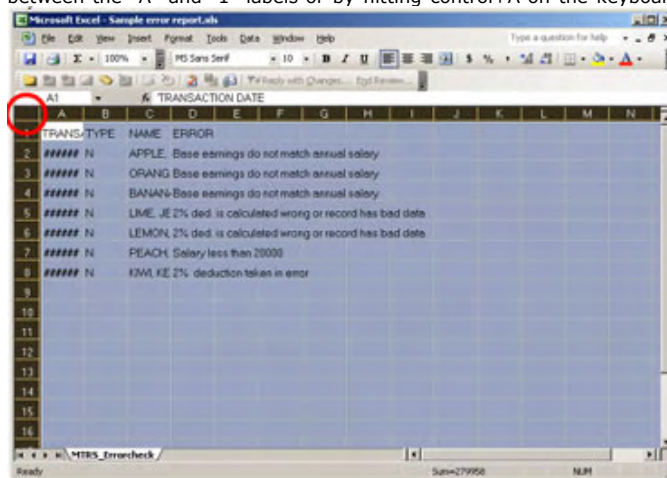 between the "A" and "1" labels or by hitting control+A on the keyboard
Microsoft Excel - Sample error report.xls
File Edit View Insert Format Tools Data Window Help Type a question for help
Σ 100% MS Sans Serif 10 B I U $ % ,
Reply with Changes... End Review...
A1 fx TRANSACTION DATE
A B C D E F G H I J K L M N
1 TRANS TYPE NAME ERROR
2 ###### N APPLE, Base earnings do not match annual salary
3 ###### N ORANG Base earnings do not match annual salary
4 ###### N BANAN Base earnings do not match annual salary
5 ###### N LIME, JE 2% ded. is calculated wrong or record has bad data
6 ###### N LEMON, 2% ded. is calculated wrong or record has bad data
7 ###### N PEACH, Salary less than 20000
8 ###### N KIWI, KE 2% deduction taken in error
9
10
11
12
13
14
15
16
MTRS_Errorcheck
Ready Sum=279958 NUM